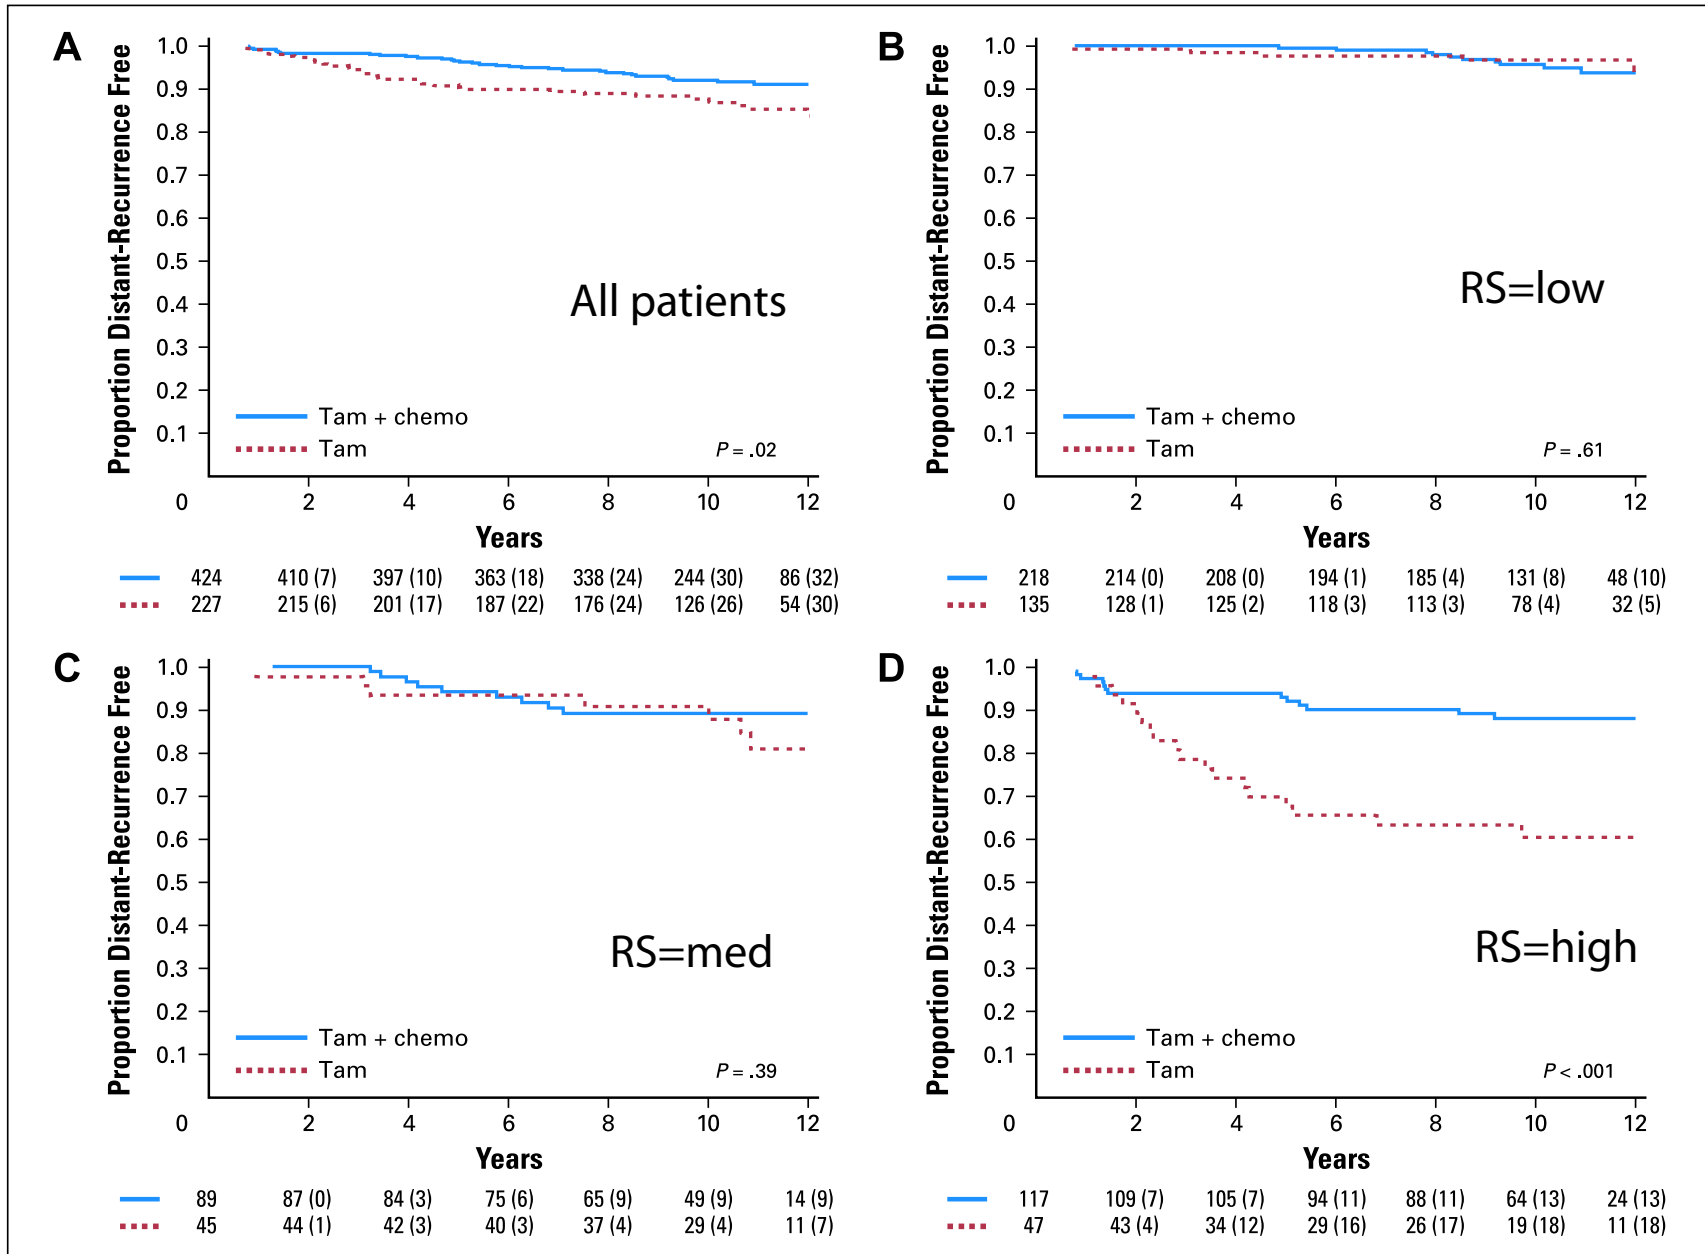 A
Proportion Distant-Recurrence Free
1.0
0.9
0.8
0.7
0.6
0.5
0.4
0.3
0.2
0.1
All patients
Tam + chemo
Tam
P = .02
0 2 4 6 8 10 12
Years
424 410 (7) 397 (10) 363 (18) 338 (24) 244 (30) 86 (32)
227 215 (6) 201 (17) 187 (22) 176 (24) 126 (26) 54 (30)
B
Proportion Distant-Recurrence Free
1.0
0.9
0.8
0.7
0.6
0.5
0.4
0.3
0.2
0.1
RS=low
Tam + chemo
Tam
P = .61
0 2 4 6 8 10 12
Years
218 214 (0) 208 (0) 194 (1) 185 (4) 131 (8) 48 (10)
135 128 (1) 125 (2) 118 (3) 113 (3) 78 (4) 32 (5)
C
Proportion Distant-Recurrence Free
1.0
0.9
0.8
0.7
0.6
0.5
0.4
0.3
0.2
0.1
RS=med
Tam + chemo
Tam
P = .39
0 2 4 6 8 10 12
Years
89 87 (0) 84 (3) 75 (6) 65 (9) 49 (9) 14 (9)
45 44 (1) 42 (3) 40 (3) 37 (4) 29 (4) 11 (7)
D
Proportion Distant-Recurrence Free
1.0
0.9
0.8
0.7
0.6
0.5
0.4
0.3
0.2
0.1
RS=high
Tam + chemo
Tam
P < .001
0 2 4 6 8 10 12
Years
117 109 (7) 105 (7) 94 (11) 88 (11) 64 (13) 24 (13)
47 43 (4) 34 (12) 29 (16) 26 (17) 19 (18) 11 (18)